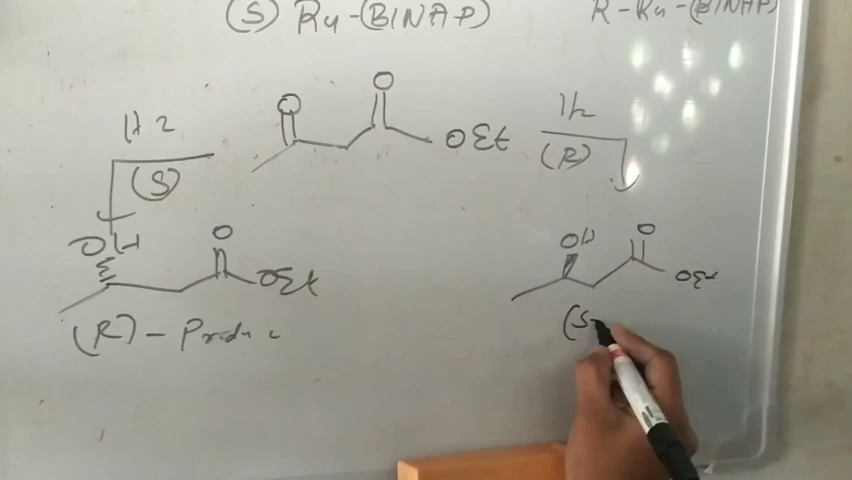 (S) Ru-(BINAP)
R-Ru-(BINAP)
H2
(S)
O
O
OEt
H2
(R)
OH
O
OEt
(R) - Produc
OH
O
OEt
(S